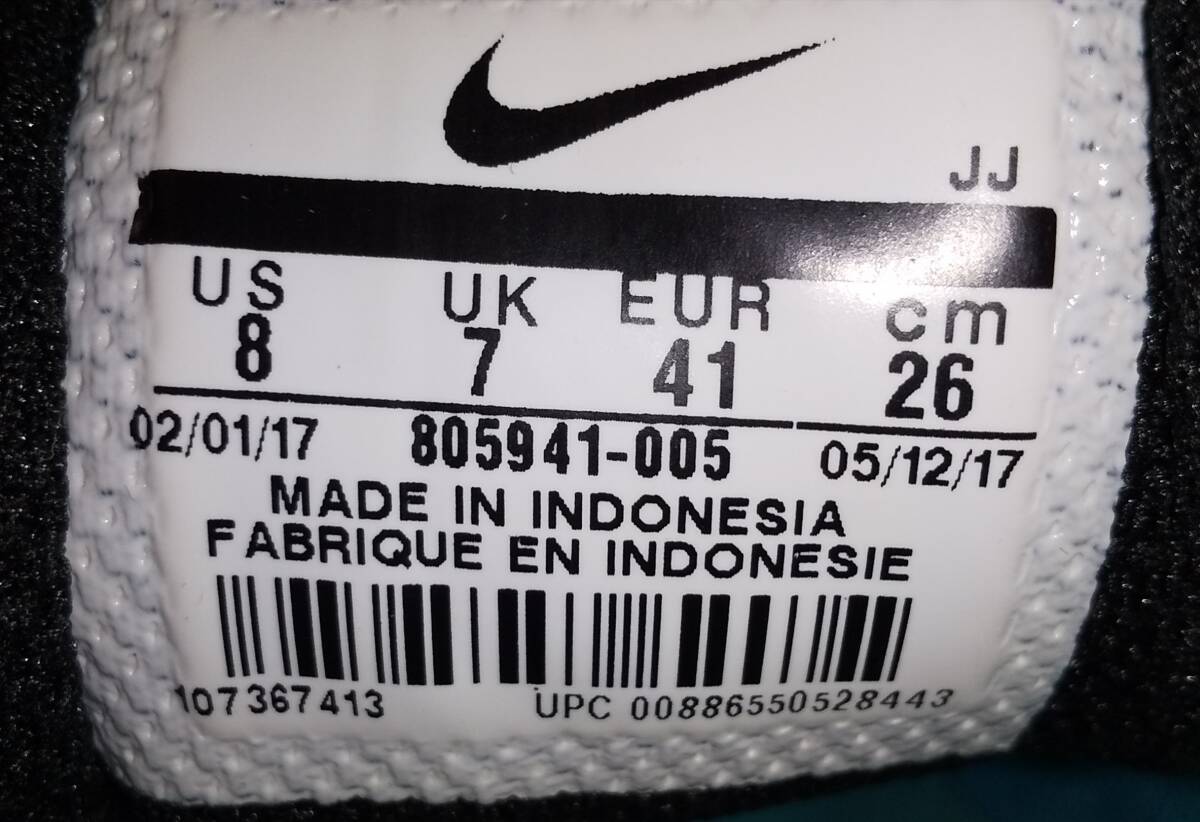 JJ
US UK EUR cm
8 7 41 26
02/01/17 805941-005 05/12/17
MADE IN INDONESIA
FABRIQUE EN INDONESIE
107367413 UPC 00886550528443